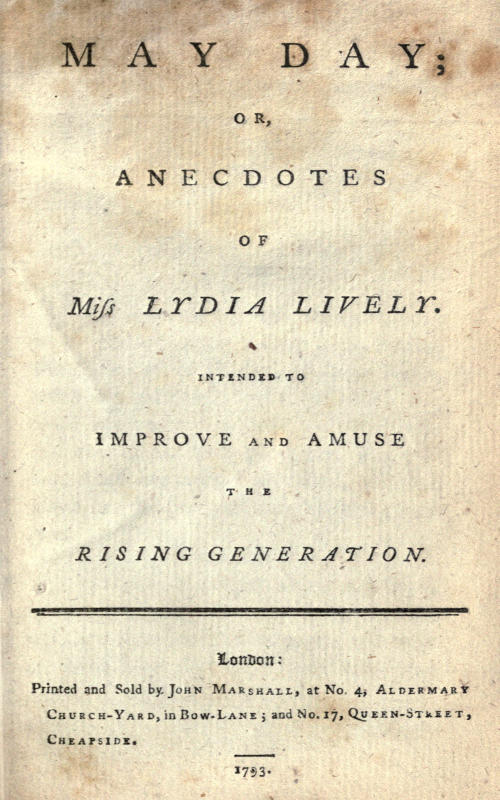 MAY DAY;
OR,
ANECDOTES
OF
Miſs LYDIA LIVELY.
INTENDED TO
IMPROVE AND AMUSE
THE
RISING GENERATION.
London:
Printed and Sold by JOHN MARSHALL, at No. 4, ALDERMARY
CHURCH-YARD, in BOW-LANE; and No. 17, QUEEN-STREET,
CHEAPSIDE.
1793.